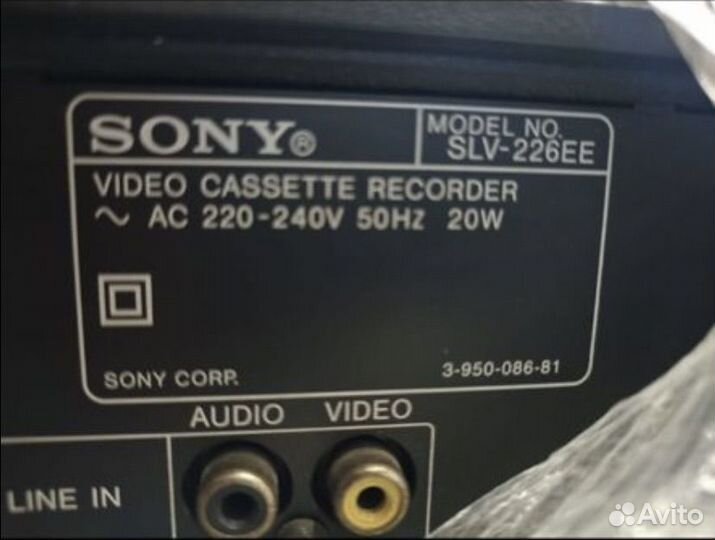 SONY®
MODEL NO.
SLV-226EE
VIDEO CASSETTE RECORDER
~ AC 220-240V 50HZ 20W
SONY CORP.
3-950-086-81
AUDIO VIDEO
LINE IN
Avito